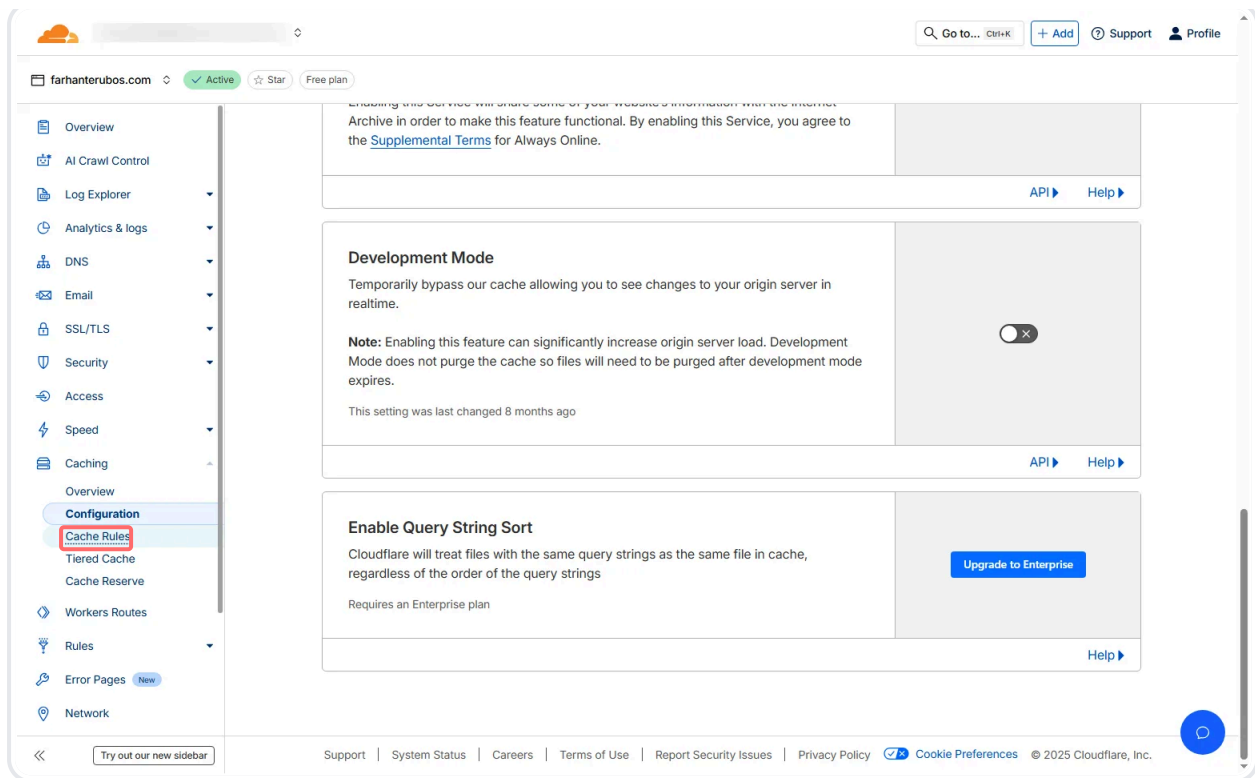 Go to... Ctrl+K
+ Add
Support
Profile
farhanterubos.com
Active
Star
Free plan
Overview
AI Crawl Control
Log Explorer
Analytics & logs
DNS
Email
SSL/TLS
Security
Access
Speed
Caching
Overview
Configuration
Cache Rules
Tiered Cache
Cache Reserve
Workers Routes
Rules
Error Pages New
Network
Try out our new sidebar
Enabling this Service will share some of your website's information with the Internet
Archive in order to make this feature functional. By enabling this Service, you agree to
the Supplemental Terms for Always Online.
API
Help
Development Mode
Temporarily bypass our cache allowing you to see changes to your origin server in
realtime.
Note: Enabling this feature can significantly increase origin server load. Development
Mode does not purge the cache so files will need to be purged after development mode
expires.
This setting was last changed 8 months ago
API
Help
Enable Query String Sort
Cloudflare will treat files with the same query strings as the same file in cache,
regardless of the order of the query strings
Requires an Enterprise plan
Upgrade to Enterprise
Help
Support
System Status
Careers
Terms of Use
Report Security Issues
Privacy Policy
Cookie Preferences
© 2025 Cloudflare, Inc.